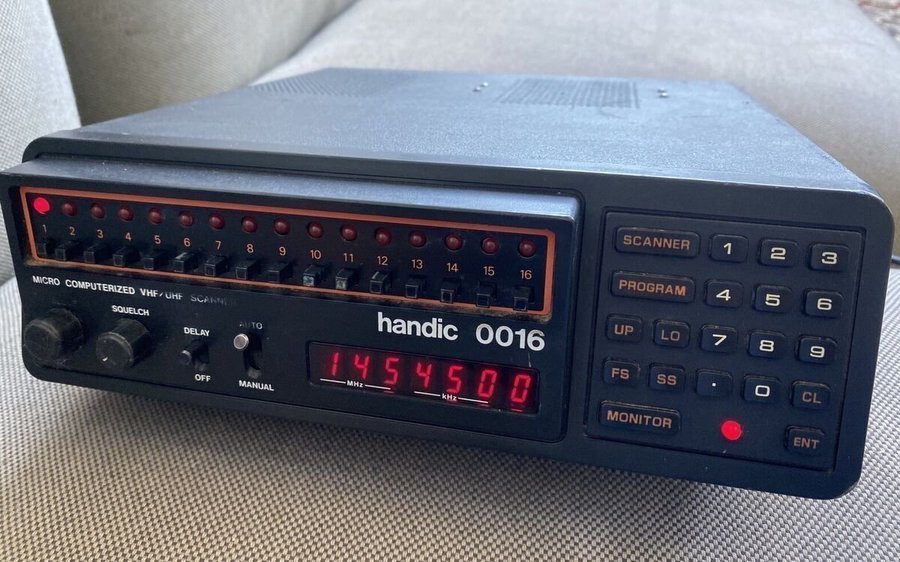 1 2 3 4 5 6 7 8 9 10 11 12 13 14 15 16
MICRO COMPUTERIZED VHF/UHF SCANNER
SQUELCH
DELAY
OFF
AUTO
MANUAL
handic 0016
1454500
MHz
kHz
SCANNER 1 2 3
PROGRAM 4 5 6
UP LO 7 8 9
FS SS · 0 CL
MONITOR ENT